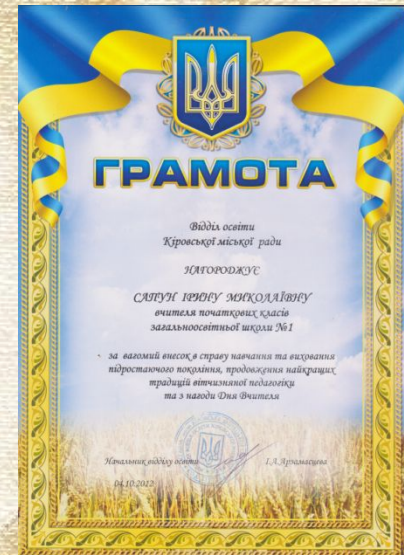 ГРАМОТА
Відділ освіти
Кіровської міської ради
НАГОРОДЖУЄ
САПУН ІРИНУ МИКОЛАЇВНУ
вчителя початкових класів
загальноосвітньої школи №1
за вагомий внесок в справу навчання та виховання
підростаючого покоління, продовження найкращих
традицій вітчизняної педагогіки
та з нагоди Дня Вчителя
Начальник відділу освіти І.А.Арзамасцева
04.10.2012